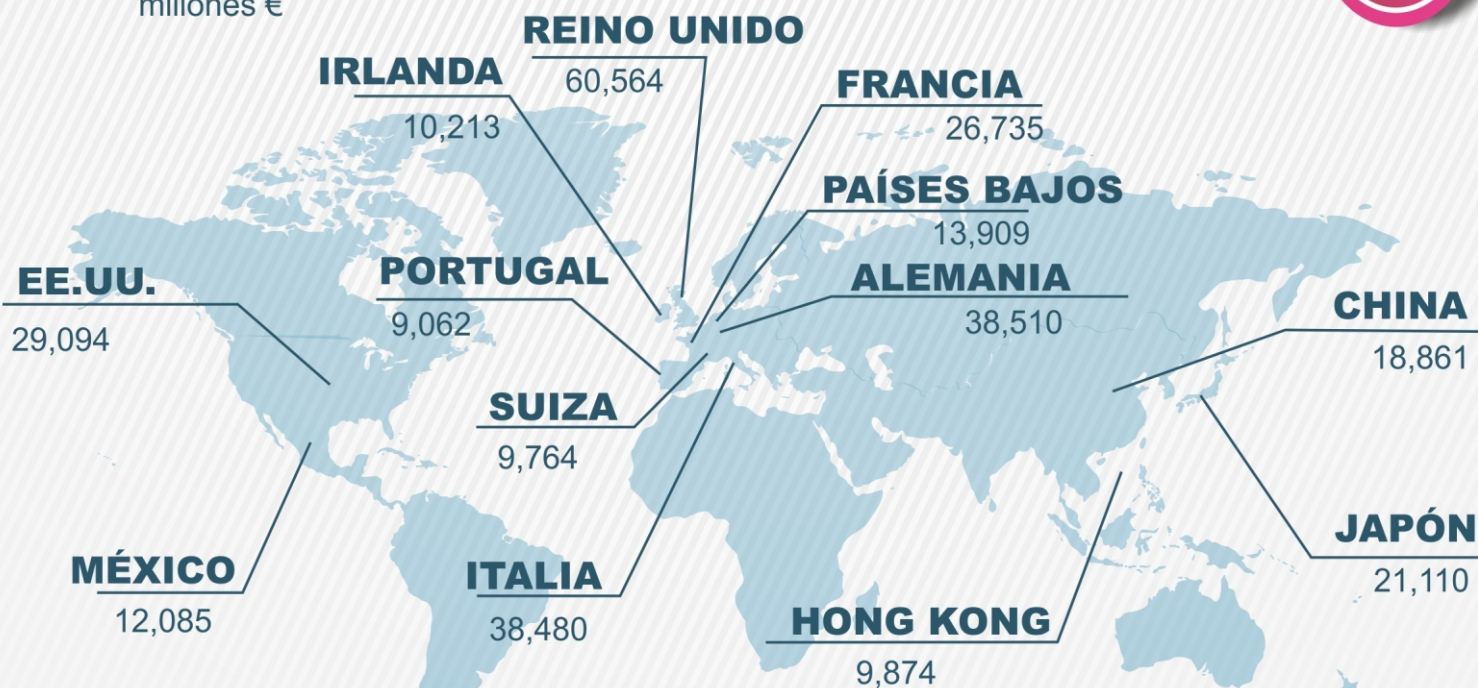 millones €
REINO UNIDO
60,564
IRLANDA
10,213
FRANCIA
26,735
PAÍSES BAJOS
13,909
EE.UU.
29,094
PORTUGAL
9,062
ALEMANIA
38,510
CHINA
18,861
SUIZA
9,764
JAPÓN
21,110
MÉXICO
12,085
ITALIA
38,480
HONG KONG
9,874